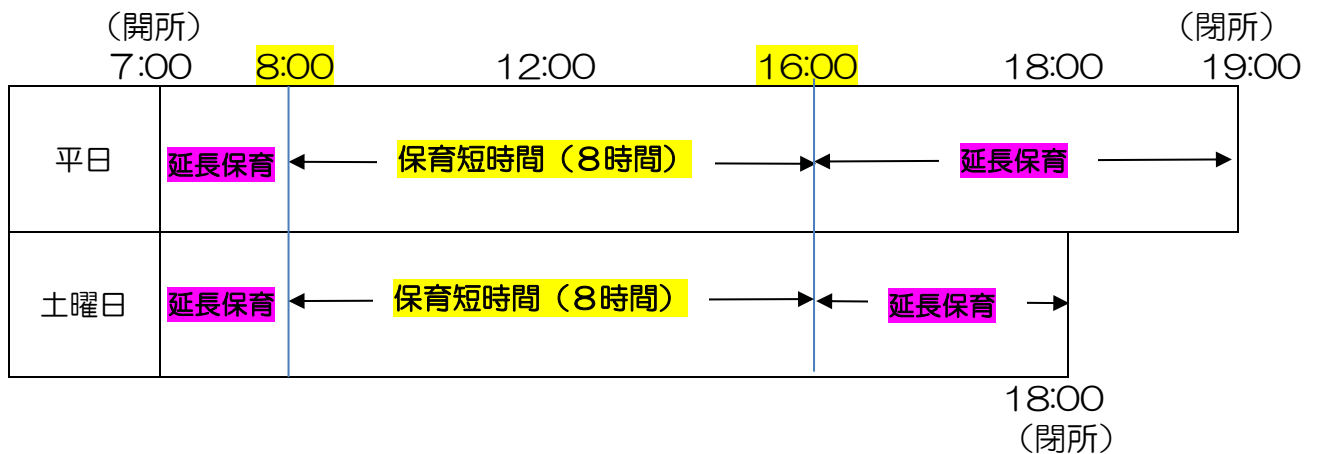 （開所） （閉所）
7:00 8:00 12:00 16:00 18:00 19:00
平日 延長保育 保育短時間（８時間） 延長保育
土曜日 延長保育 保育短時間（８時間） 延長保育
18:00
（閉所）